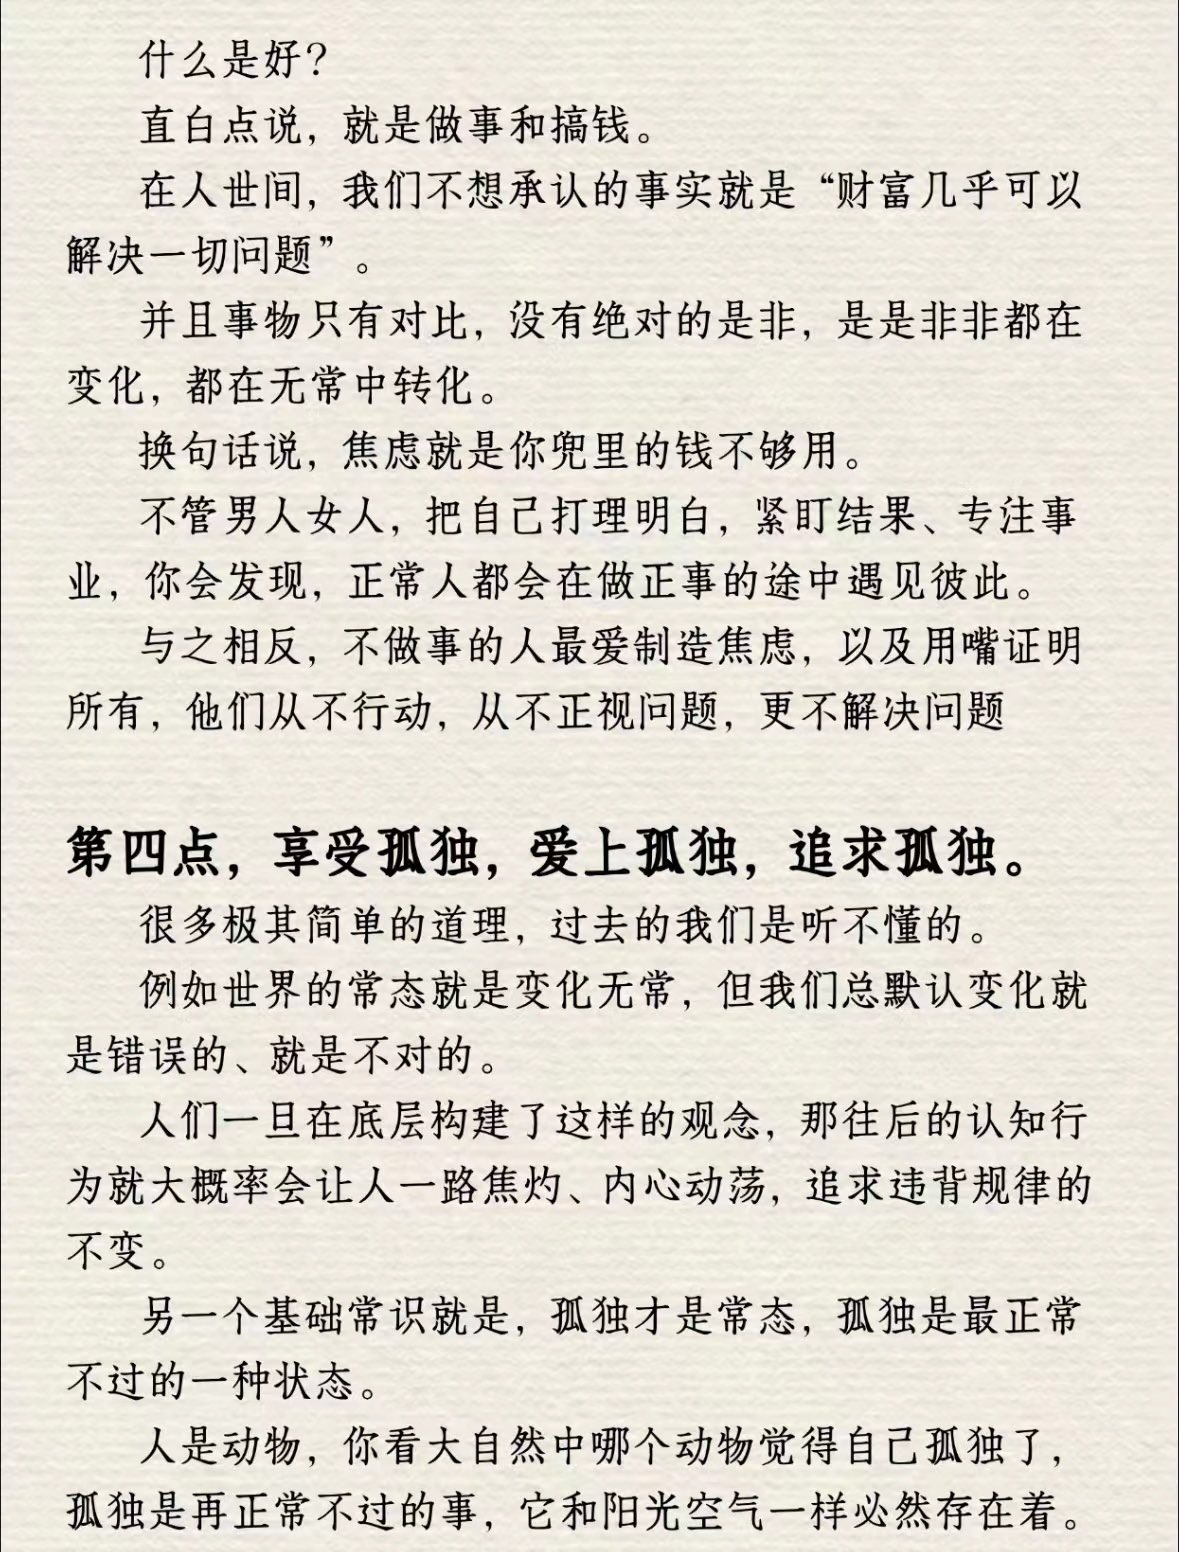 什么是好？
直白点说，就是做事和搞钱。
在人世间，我们不想承认的事实就是“财富几乎可以
解决一切问题”。
并且事物只有对比，没有绝对的是非，是是非非都在
变化，都在无常中转化。
换句话说，焦虑就是你兜里的钱不够用。
不管男人女人，把自己打理明白，紧盯结果、专注事
业，你会发现，正常人都会在做正事的途中遇见彼此。
与之相反，不做事的人最爱制造焦虑，以及用嘴证明
所有，他们从不行动，从不正视问题，更不解决问题
第四点，享受孤独，爱上孤独，追求孤独。
很多极其简单的道理，过去的我们是听不懂的。
例如世界的常态就是变化无常，但我们总默认变化就
是错误的、就是不对的。
人们一旦在底层构建了这样的观念，那往后的认知行
为就大概率会让人一路焦灼、内心动荡，追求违背规律的
不变。
另一个基础常识就是，孤独才是常态，孤独是最正常
不过的一种状态。
人是动物，你看大自然中哪个动物觉得自己孤独了，
孤独是再正常不过的事，它和阳光空气一样必然存在着。